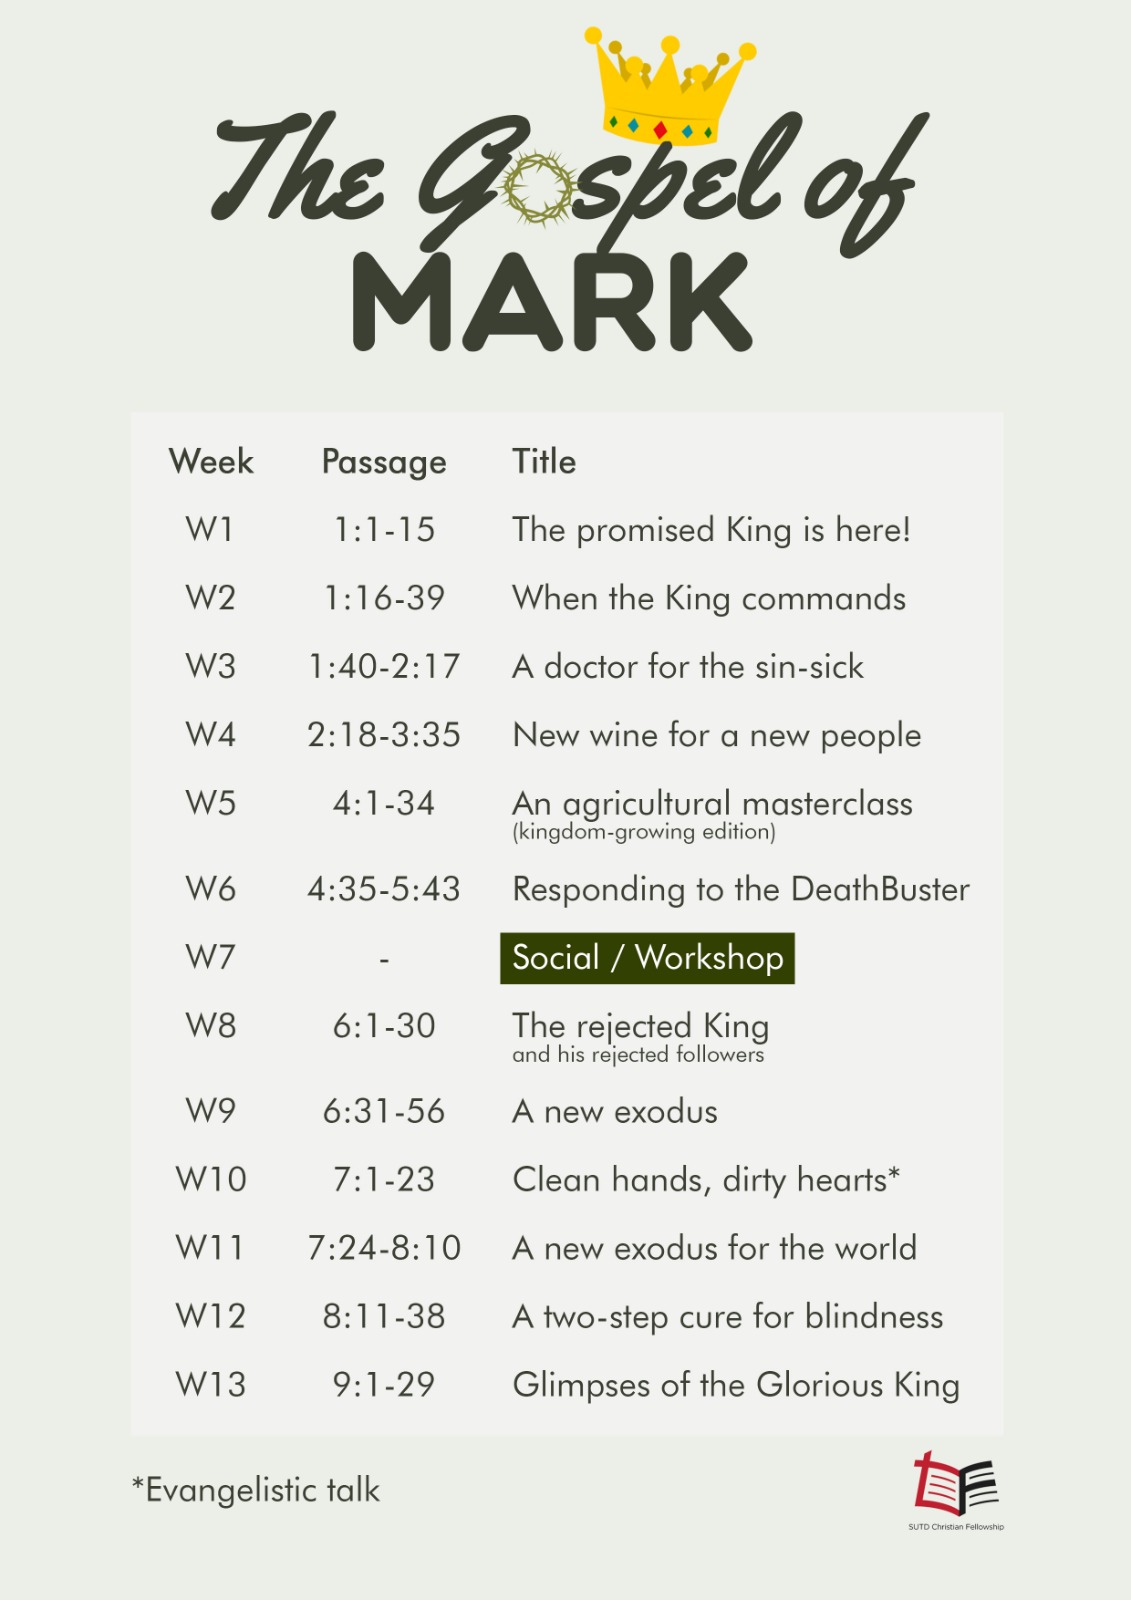 The Gospel of
MARK
Week Passage Title
W1 1:1-15 The promised King is here!
W2 1:16-39 When the King commands
W3 1:40-2:17 A doctor for the sin-sick
W4 2:18-3:35 New wine for a new people
W5 4:1-34 An agricultural masterclass
(kingdom-growing edition)
W6 4:35-5:43 Responding to the DeathBuster
W7 - Social / Workshop
W8 6:1-30 The rejected King
and his rejected followers
W9 6:31-56 A new exodus
W10 7:1-23 Clean hands, dirty hearts*
W11 7:24-8:10 A new exodus for the world
W12 8:11-38 A two-step cure for blindness
W13 9:1-29 Glimpses of the Glorious King
*Evangelistic talk
SUTD Christian Fellowship